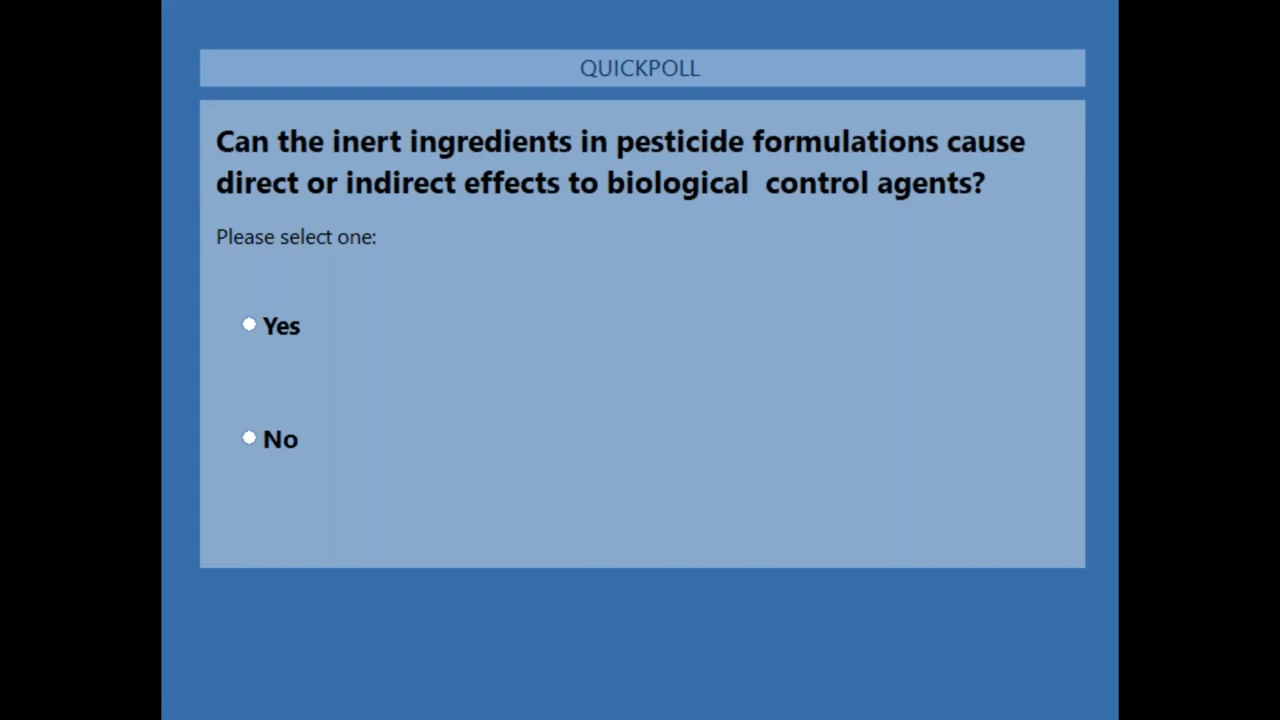 QUICKPOLL
Can the inert ingredients in pesticide formulations cause
direct or indirect effects to biological  control agents?
Please select one:
Yes
No